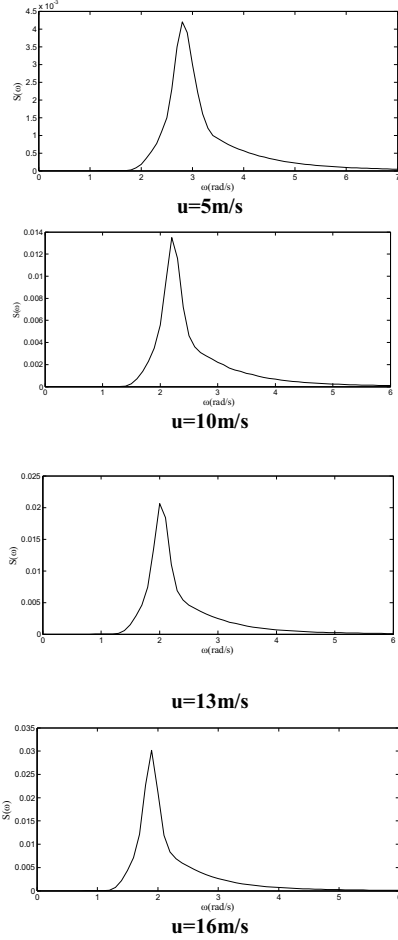 × 10⁻³
4.5
4
3.5
3
2.5
2
1.5
1
0.5
0
S(ω)
0 1 2 3 4 5 6 7
ω(rad/s)
u=5m/s
0.014
0.012
0.01
0.008
0.006
0.004
0.002
0
S(ω)
0 1 2 3 4 5 6
ω(rad/s)
u=10m/s
0.025
0.02
0.015
0.01
0.005
0
S(ω)
0 1 2 3 4 5 6
ω(rad/s)
u=13m/s
0.035
0.03
0.025
0.02
0.015
0.01
0.005
0
S(ω)
0 1 2 3 4 5 6
ω(rad/s)
u=16m/s